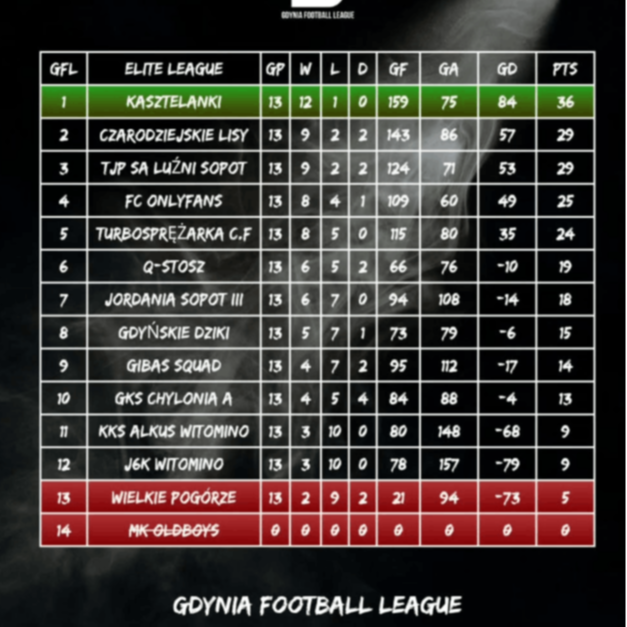 GDYNIA FOOTBALL LEAGUE
GFL ELITE LEAGUE GP W L D GF GA GD PTS
1 KASZTELANKI 13 12 1 0 159 75 84 36
2 CZARODZIEJSKIE LISY 13 9 2 2 143 86 57 29
3 TJP SA LUŹNI SOPOT 13 9 2 2 124 71 53 29
4 FC ONLYFANS 13 8 4 1 109 60 49 25
5 TURBOSPRĘŻARKA C.F 13 8 5 0 115 80 35 24
6 Q-STOSZ 13 6 5 2 66 76 -10 19
7 JORDANIA SOPOT III 13 6 7 0 94 108 -14 18
8 GDYŃSKIE DZIKI 13 5 7 1 73 79 -6 15
9 GIBAS SQUAD 13 4 7 2 95 112 -17 14
10 GKS CHYLONIA A 13 4 5 4 84 88 -4 13
11 KKS ALKUS WITOMINO 13 3 10 0 80 148 -68 9
12 J6K WITOMINO 13 3 10 0 78 157 -79 9
13 WIELKIE POGÓRZE 13 2 9 2 21 94 -73 5
14 MK OLDBOYS 0 0 0 0 0 0 0 0
GDYNIA FOOTBALL LEAGUE